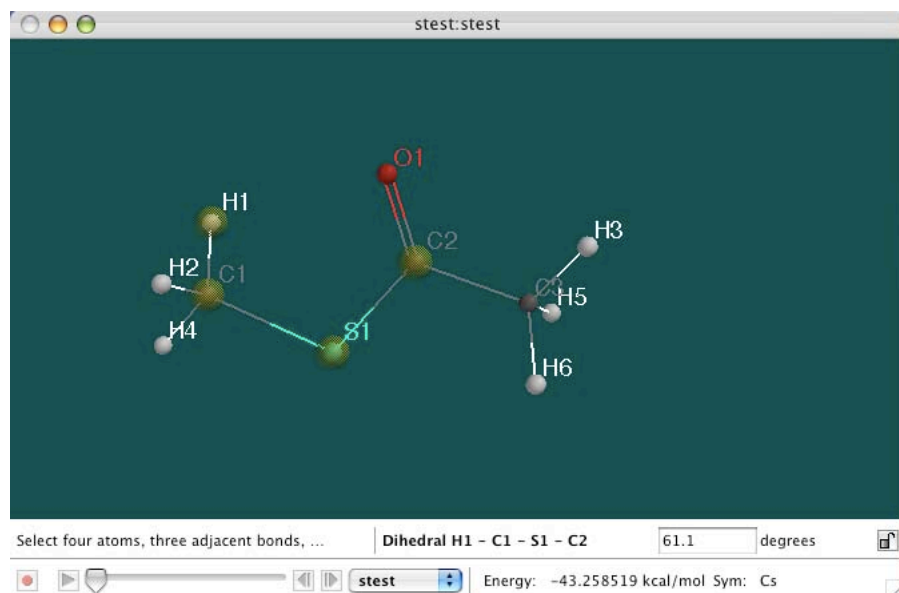 stest:stest
O1
H1
C2
H3
H2
C1
C3
H5
H4
S1
H6
Select four atoms, three adjacent bonds, ...
Dihedral H1 - C1 - S1 - C2
61.1
degrees
stest
Energy: -43.258519 kcal/mol Sym: Cs